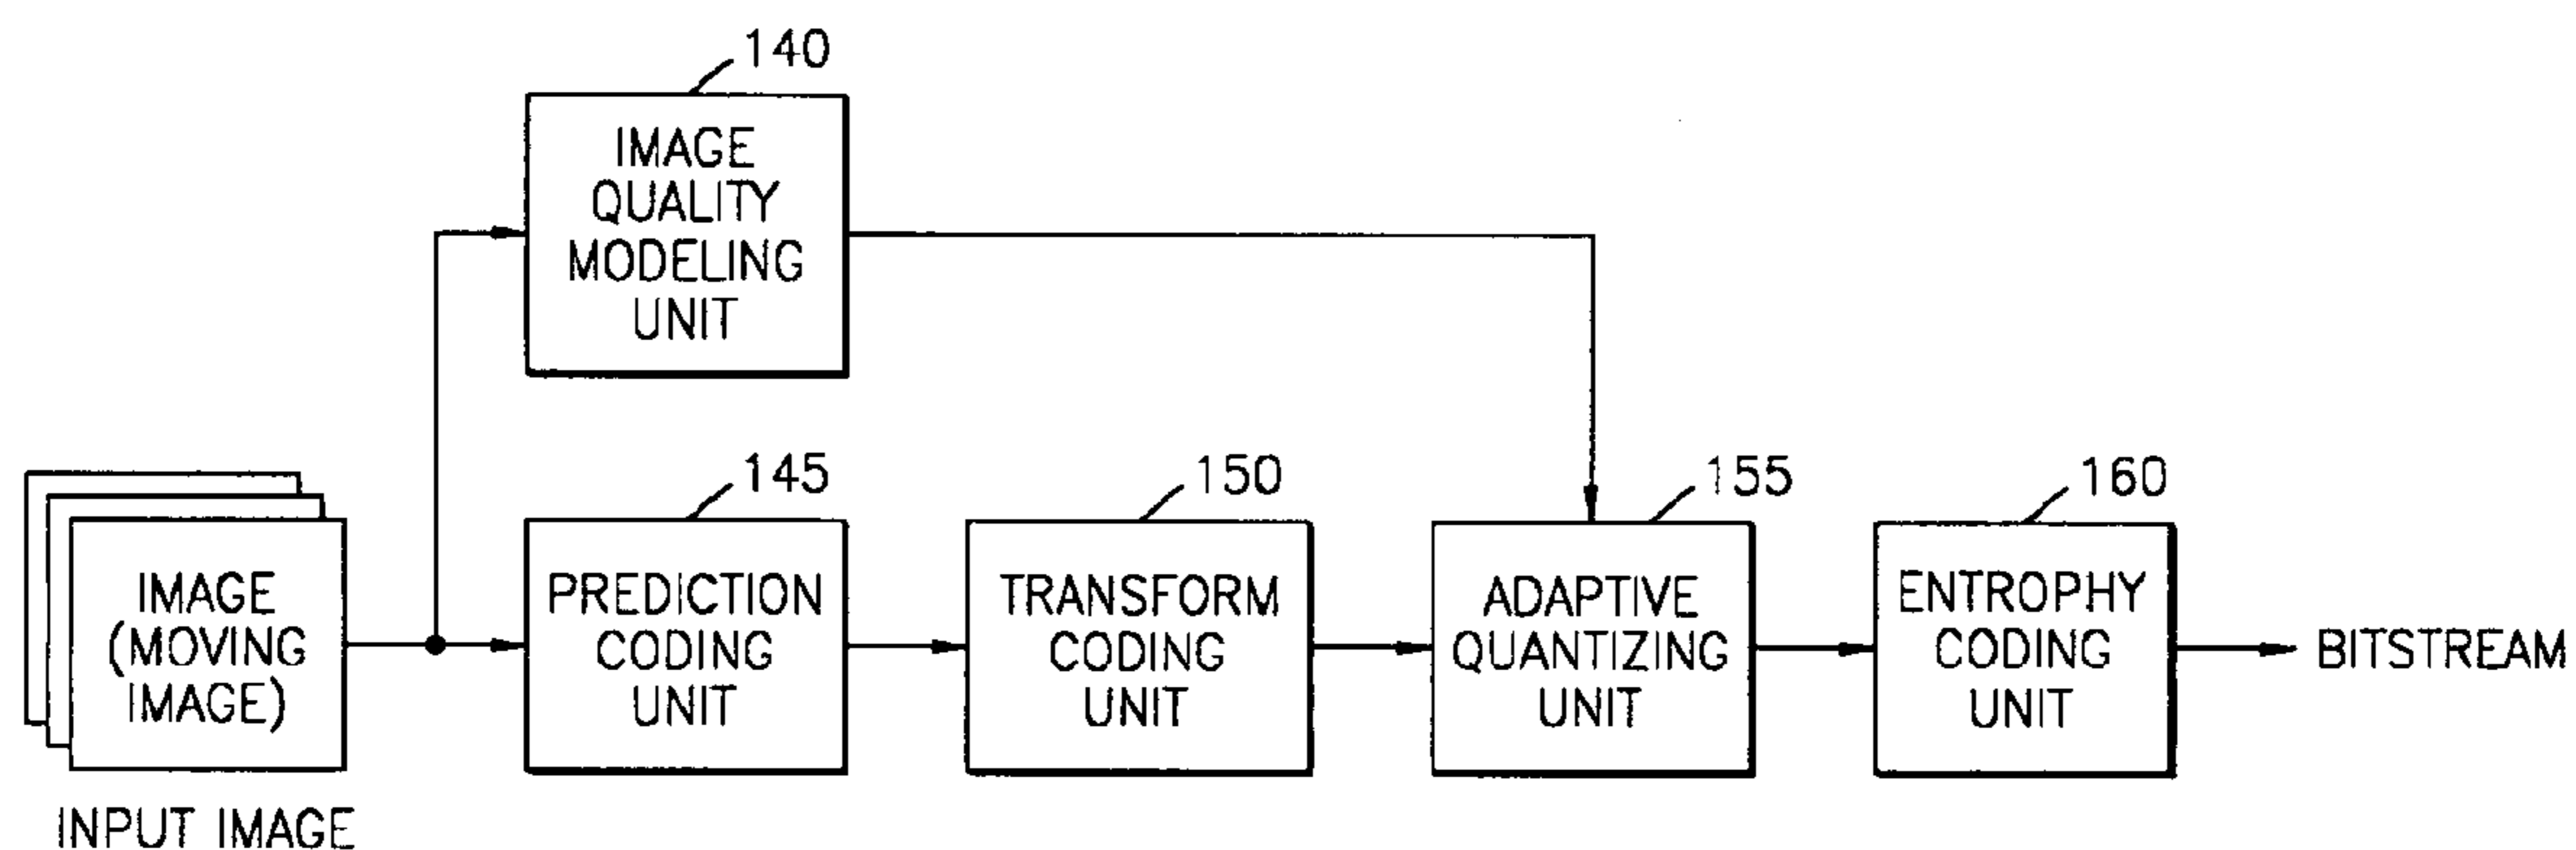 140
IMAGE
QUALITY
MODELING
UNIT
145
150
155
160
IMAGE
(MOVING
IMAGE)
PREDICTION
CODING
UNIT
TRANSFORM
CODING
UNIT
ADAPTIVE
QUANTIZING
UNIT
ENTROPHY
CODING
UNIT
BITSTREAM
INPUT IMAGE